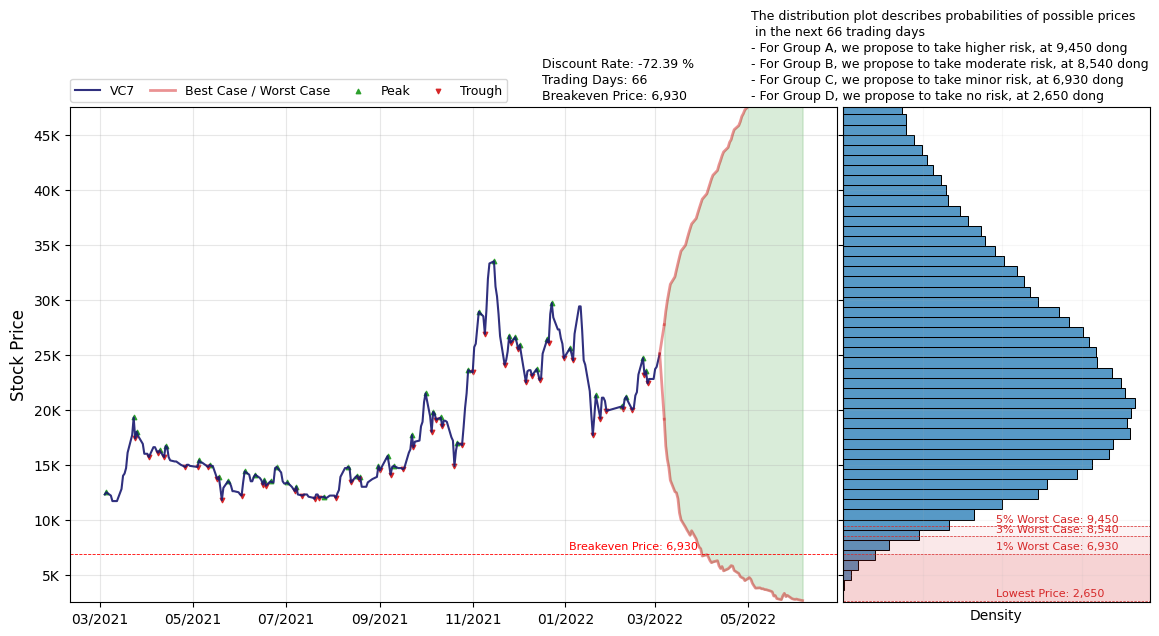 The distribution plot describes probabilities of possible prices
in the next 66 trading days
- For Group A, we propose to take higher risk, at 9,450 dong
- For Group B, we propose to take moderate risk, at 8,540 dong
- For Group C, we propose to take minor risk, at 6,930 dong
- For Group D, we propose to take no risk, at 2,650 dong
Discount Rate: -72.39 %
Trading Days: 66
Breakeven Price: 6,930
VC7
Best Case / Worst Case
Peak
Trough
Stock Price
45K
40K
35K
30K
25K
20K
15K
10K
5K
Breakeven Price: 6,930
03/2021
05/2021
07/2021
09/2021
11/2021
01/2022
03/2022
05/2022
5% Worst Case: 9,450
3% Worst Case: 8,540
1% Worst Case: 6,930
Lowest Price: 2,650
Density